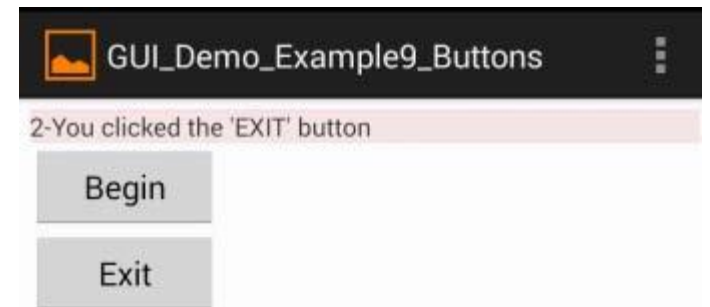 GUI_Demo_Example9_Buttons
2-You clicked the 'EXIT' button
Begin
Exit